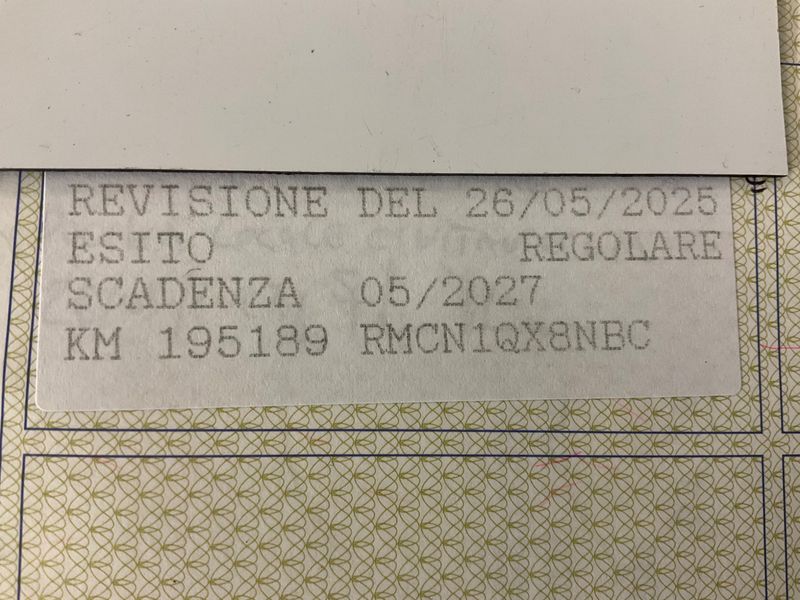 REVISIONE DEL 26/05/2025
ESITO REGOLARE
SCADENZA 05/2027
KM 195189 RMCN1QX8NBC